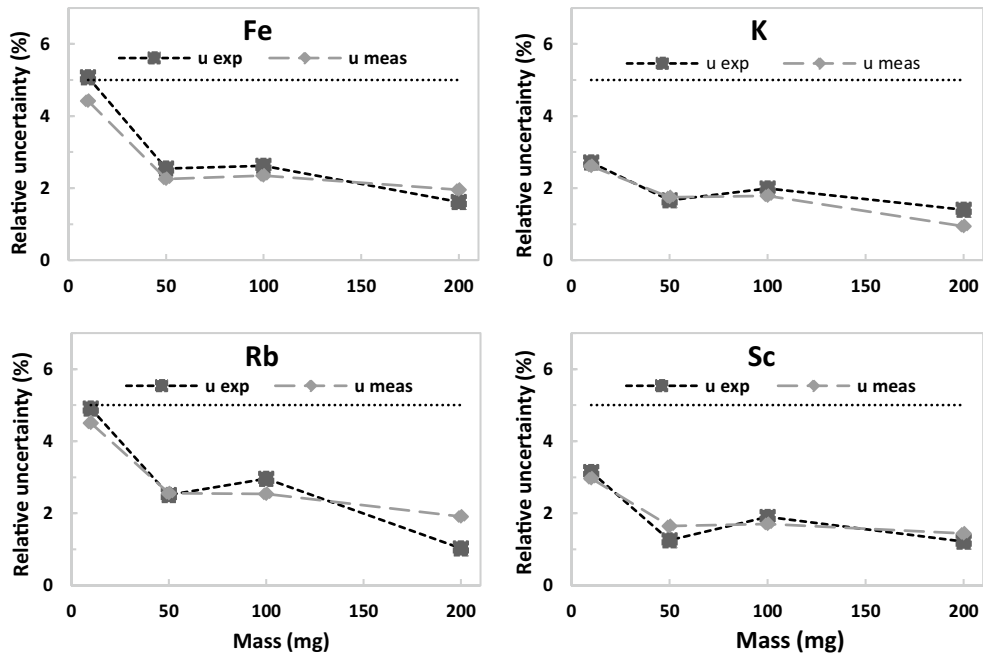 Fe
u exp u meas
Relative uncertainty (%)
6
4
2
0
0 50 100 150 200
K
u exp u meas
Relative uncertainty (%)
6
4
2
0
0 50 100 150 200
Rb
u exp u meas
Relative uncertainty (%)
6
4
2
0
0 50 100 150 200
Mass (mg)
Sc
u exp u meas
Relative uncertainty (%)
6
4
2
0
0 50 100 150 200
Mass (mg)